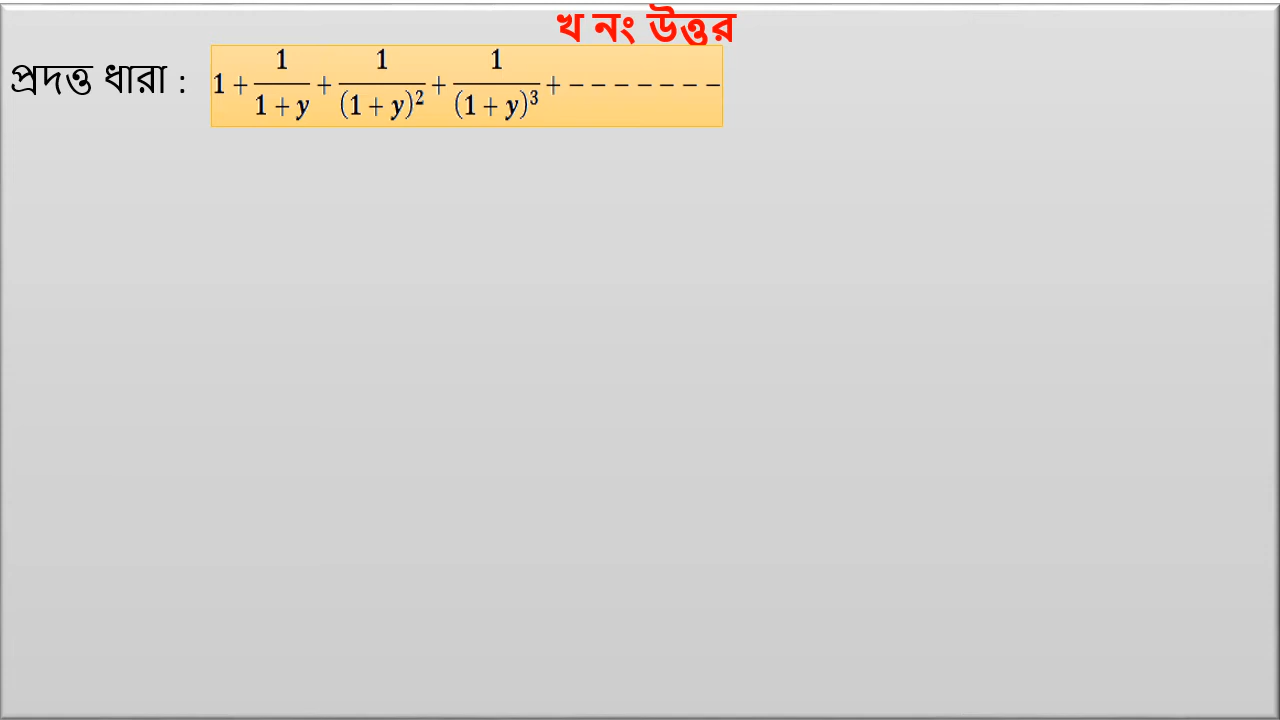 খ নং উত্তর
প্রদত্ত ধারা : 1 + 1/(1 + y) + 1/(1 + y)² + 1/(1 + y)³ + − − − − − − −